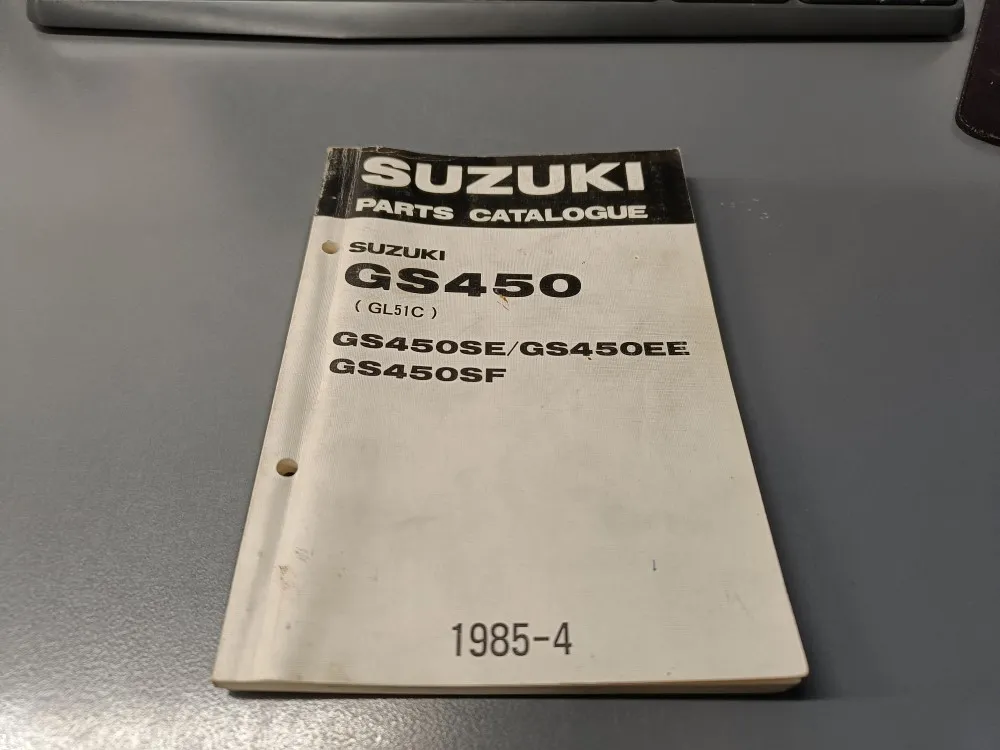 SUZUKI
PARTS CATALOGUE
SUZUKI
GS450
( GL51C )
GS450SE/GS450EE
GS450SF
1985-4